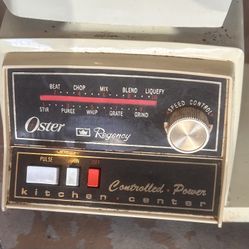 BEAT CHOP MIX BLEND LIQUEFY
STIR PUREE WHIP GRATE GRIND
SPEED CONTROL
Oster Regency
PULSE ON
Controlled · Power
kitchen · center